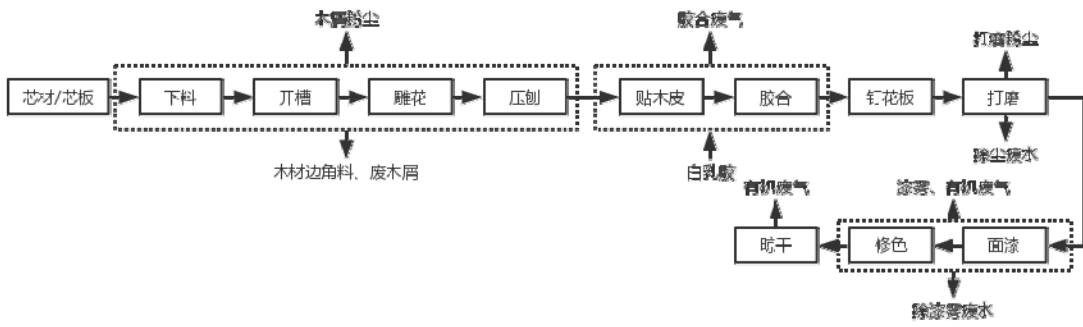 木屑粉尘
胶合废气
打磨粉尘
芯材/芯板
下料
开槽
雕花
压刨
贴木皮
胶合
钉花板
打磨
木材边角料、废木屑
白乳胶
除尘废水
有机废气
漆雾、有机废气
晾干
修色
面漆
除漆雾废水